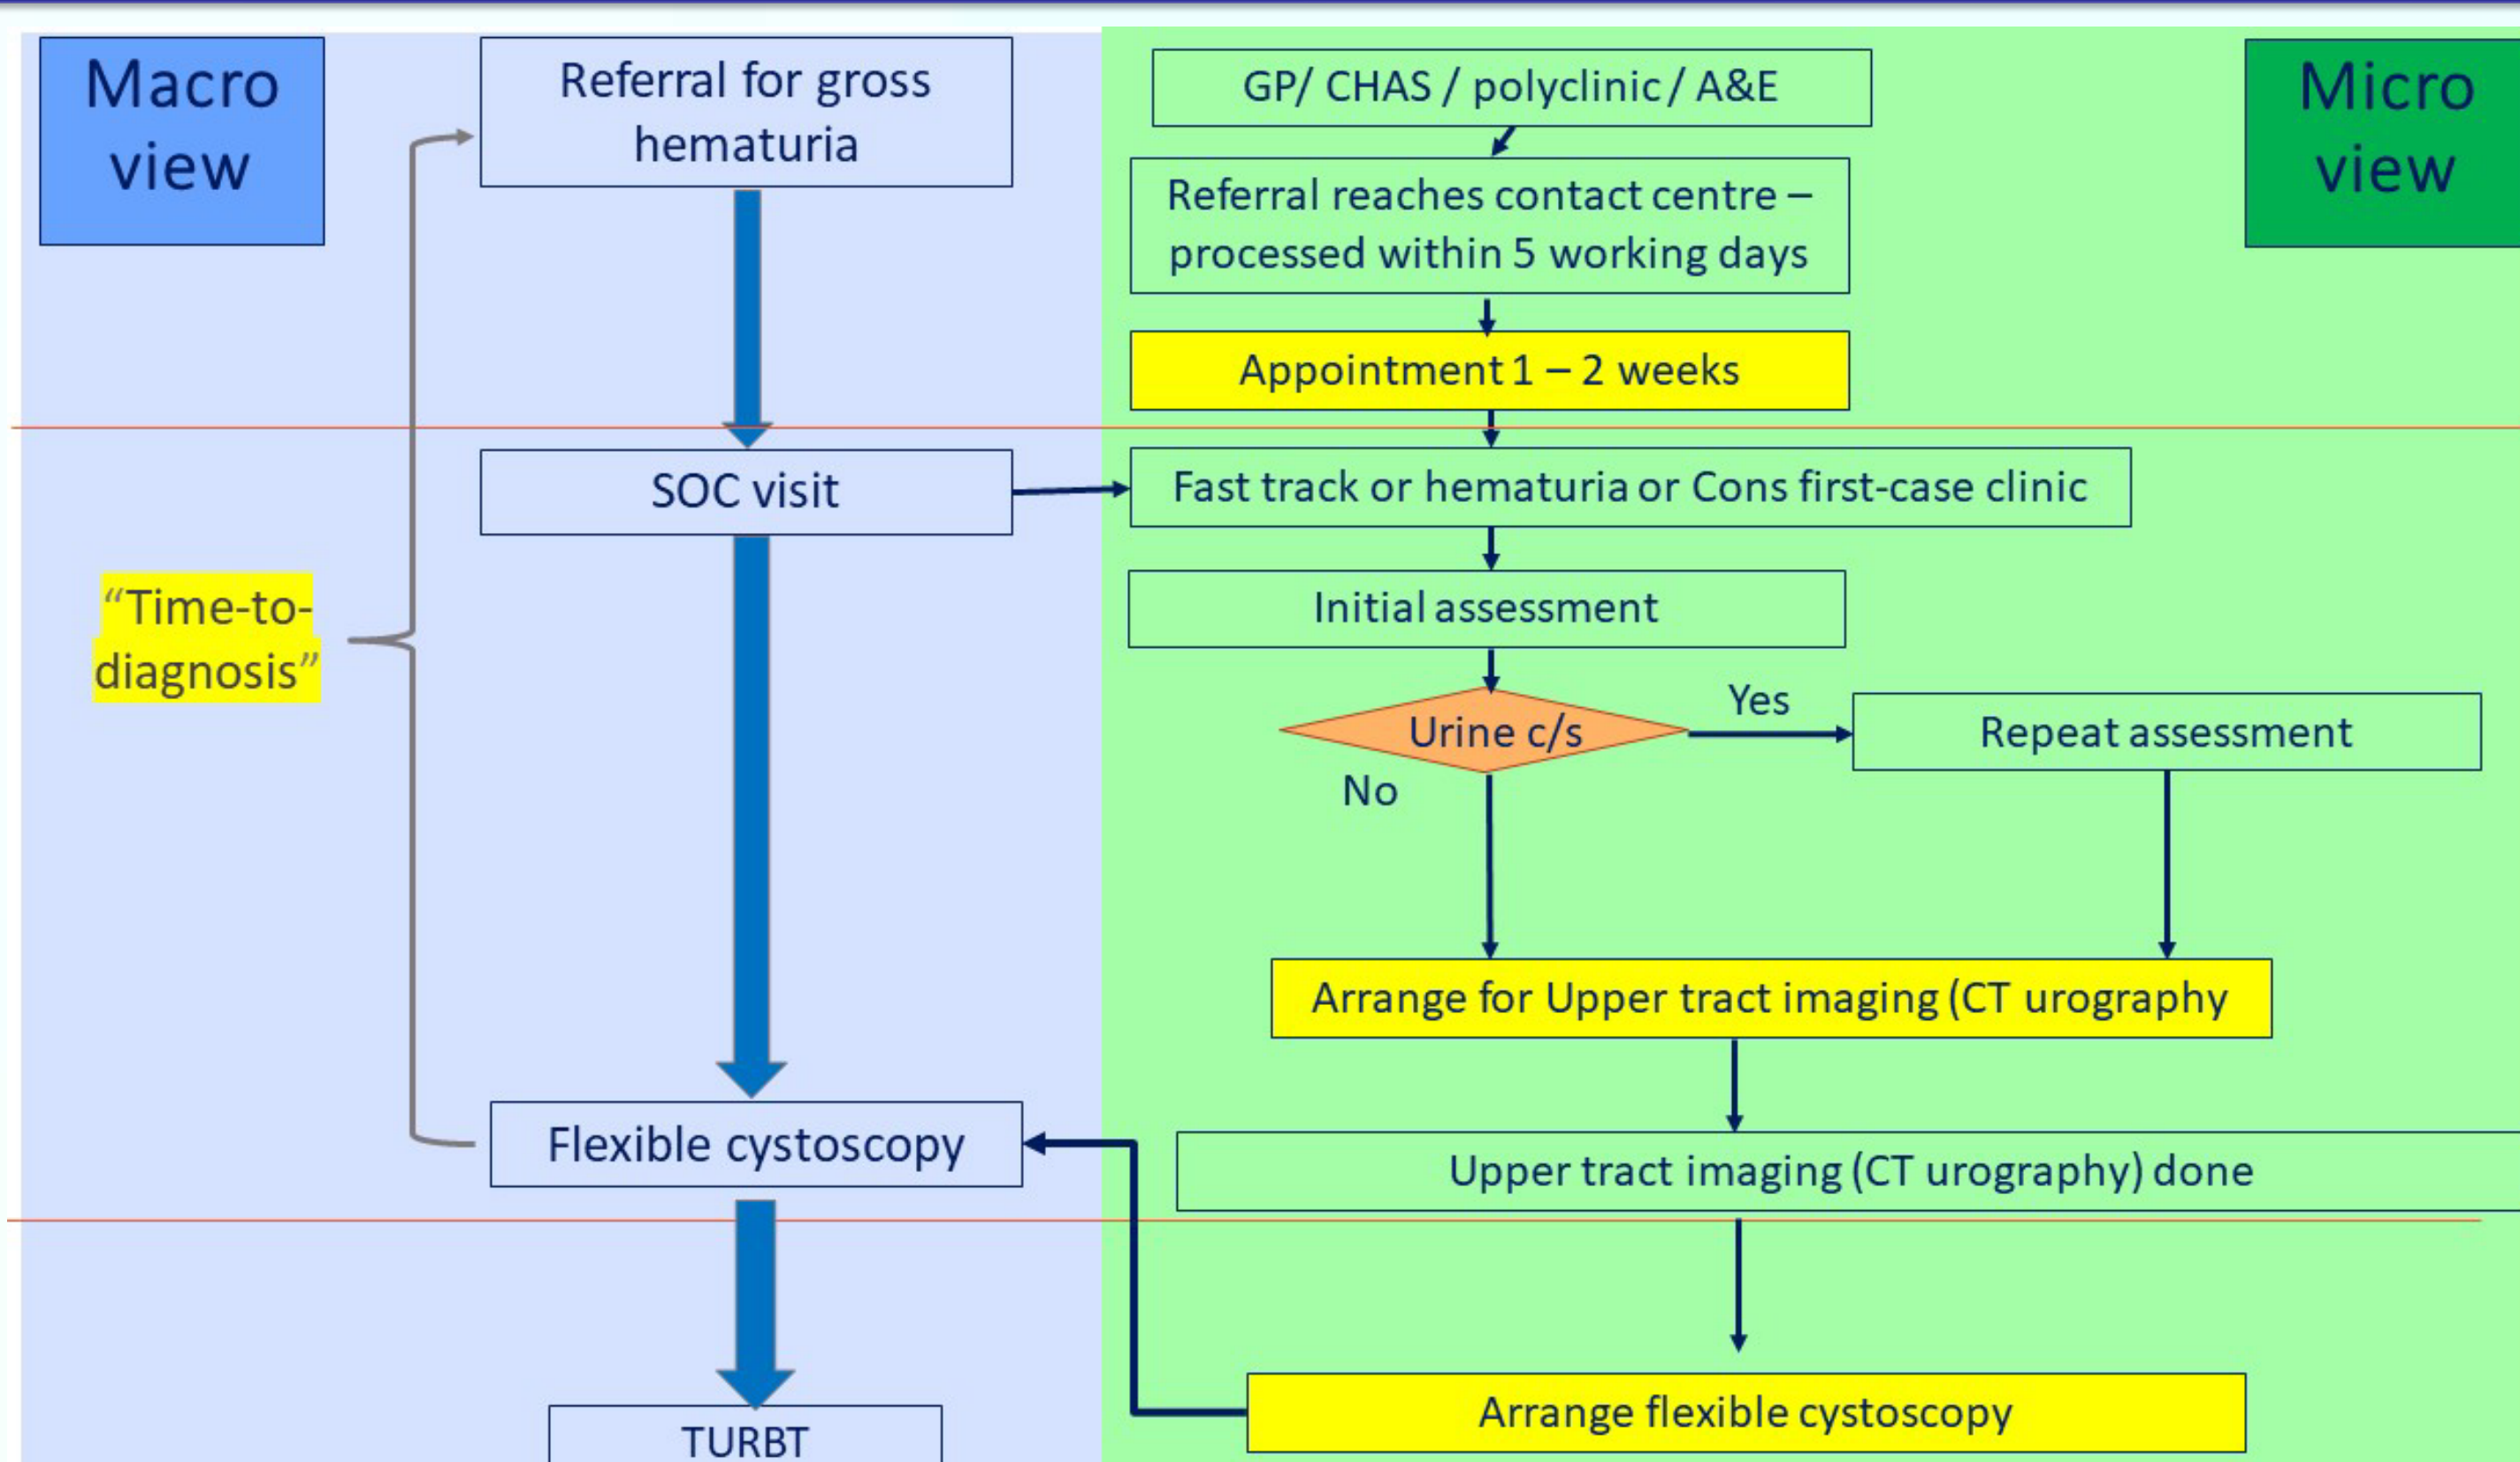 Macro
view
Referral for gross
hematuria
GP/ CHAS / polyclinic / A&E
Micro
view
Referral reaches contact centre –
processed within 5 working days
Appointment 1 – 2 weeks
SOC visit
Fast track or hematuria or Cons first-case clinic
"Time-to-
diagnosis"
Initial assessment
Urine c/s
Yes
Repeat assessment
No
Arrange for Upper tract imaging (CT urography
Flexible cystoscopy
Upper tract imaging (CT urography) done
Arrange flexible cystoscopy
TURBT